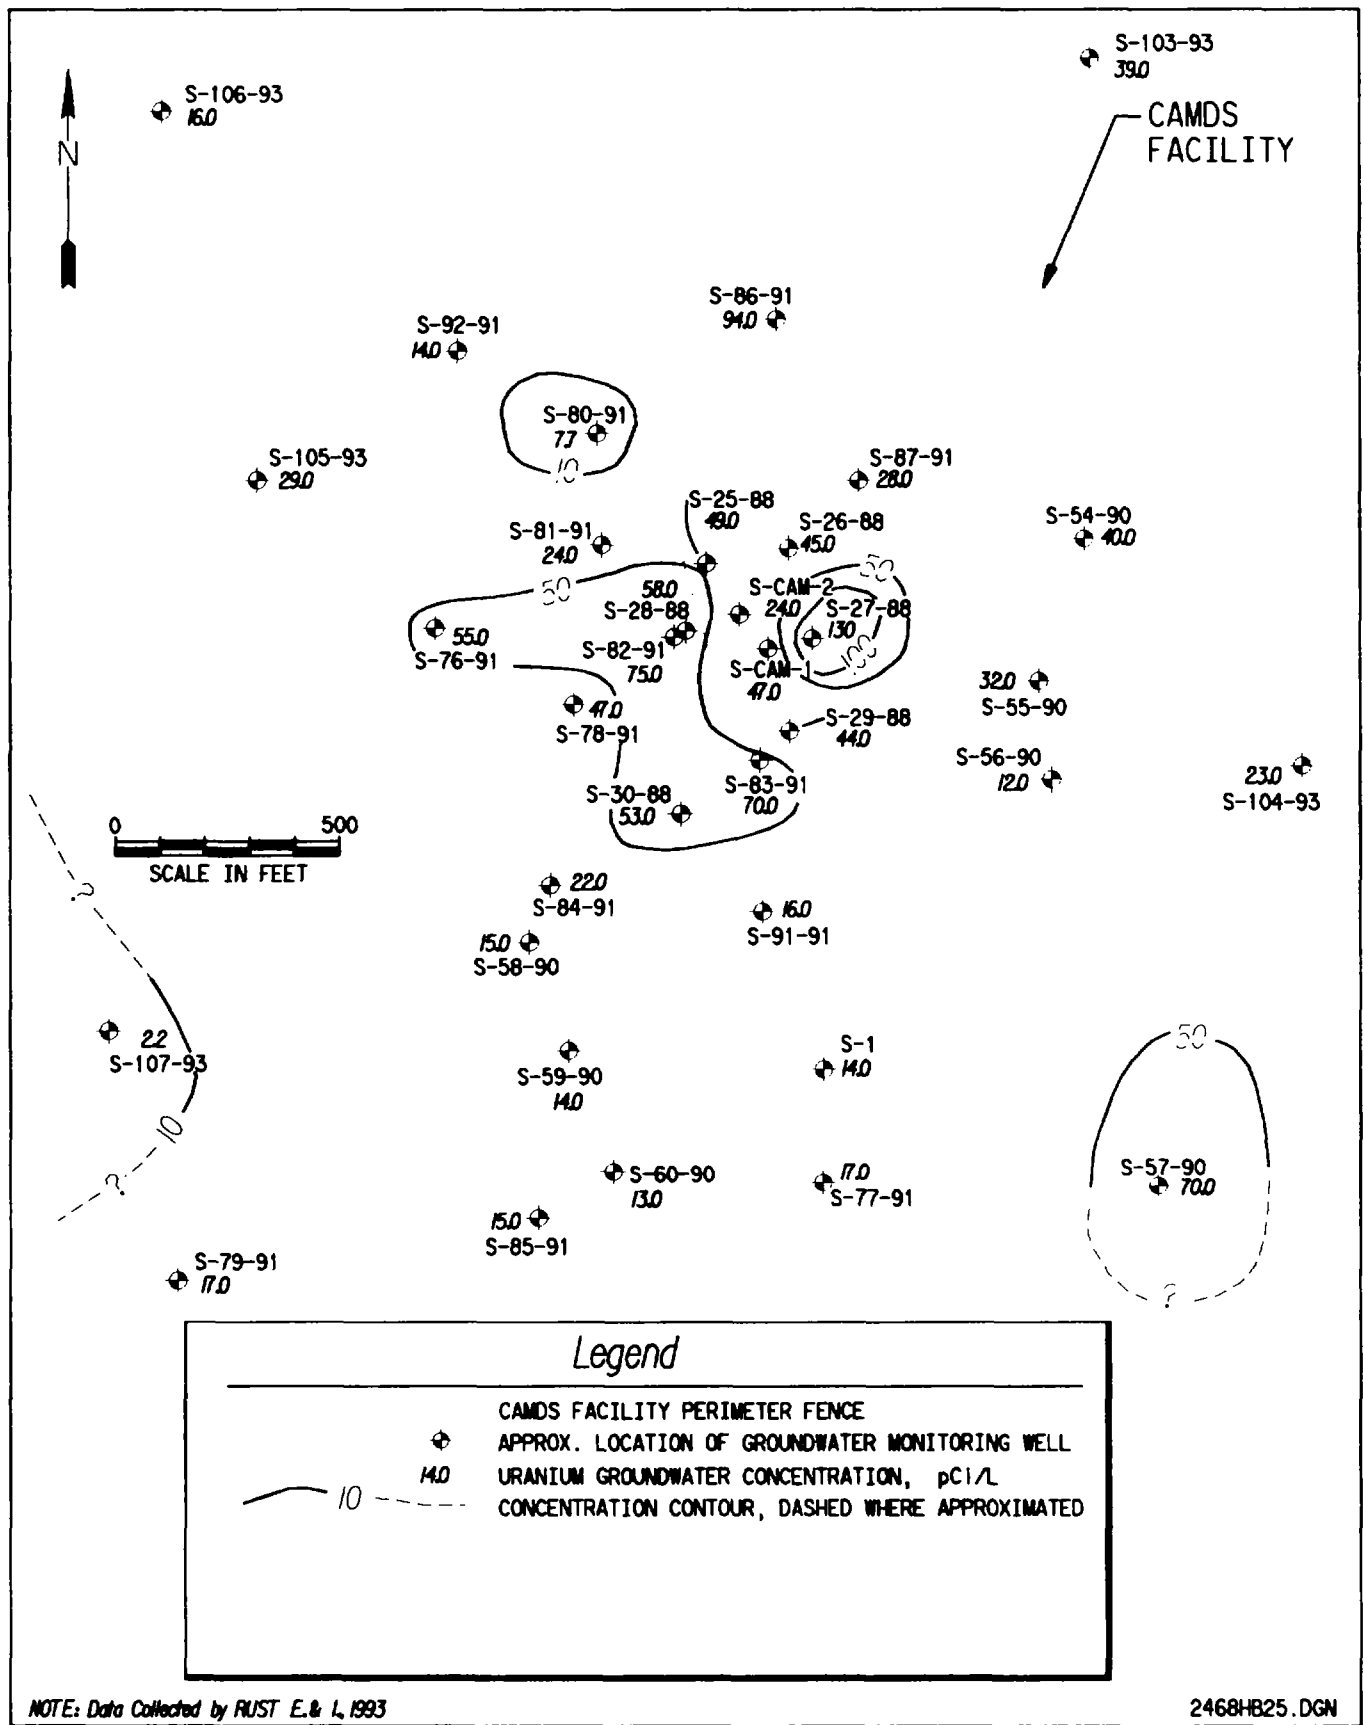 S-103-93
39.0
S-106-93
16.0
CAMDS
FACILITY
N
S-86-91
94.0
S-92-91
14.0
S-80-91
7.7
10
S-105-93
29.0
S-87-91
28.0
S-25-88
49.0
S-26-88
45.0
S-54-90
40.0
S-81-91
24.0
50
50
58.0
S-28-88
S-CAM-2
24.0
S-27-88
130
100
55.0
S-76-91
S-82-91
75.0
S-CAM-1
47.0
32.0
S-55-90
47.0
S-78-91
S-29-88
44.0
S-56-90
12.0
23.0
S-104-93
S-83-91
70.0
S-30-88
53.0
0 500
SCALE IN FEET
?
22.0
S-84-91
16.0
S-91-91
15.0
S-58-90
2.2
S-107-93
50
S-1
14.0
S-59-90
14.0
10
?
S-60-90
13.0
17.0
S-77-91
S-57-90
70.0
15.0
S-85-91
S-79-91
17.0
?
Legend
CAMDS FACILITY PERIMETER FENCE
APPROX. LOCATION OF GROUNDWATER MONITORING WELL
14.0 URANIUM GROUNDWATER CONCENTRATION, pCi/L
10 CONCENTRATION CONTOUR, DASHED WHERE APPROXIMATED
NOTE: Data Collected by RUST E.& I., 1993
2468HB25.DGN